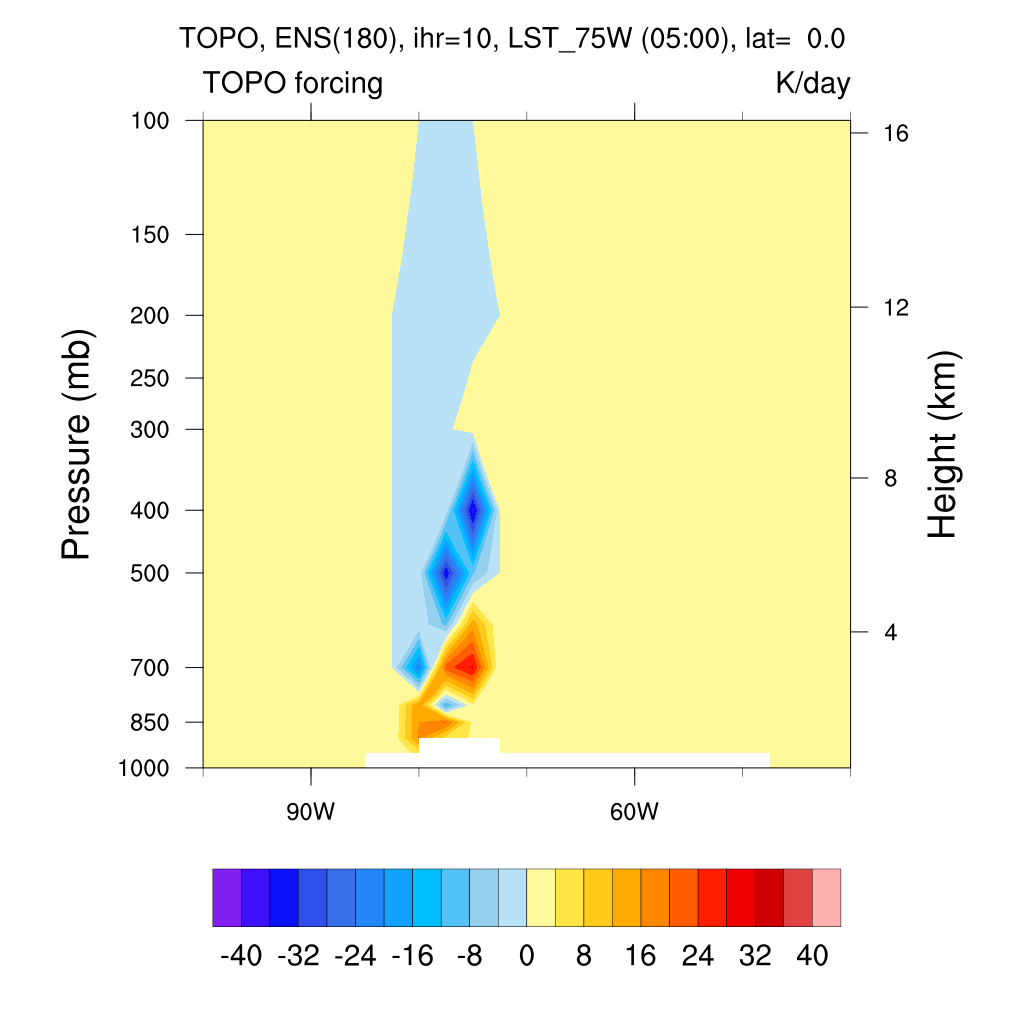 TOPO, ENS(180), ihr=10, LST_75W (05:00), lat=  0.0
TOPO forcing
K/day
100
150
200
250
300
400
500
700
850
1000
Pressure (mb)
16
12
8
4
Height (km)
90W
60W
-40 -32 -24 -16 -8 0 8 16 24 32 40